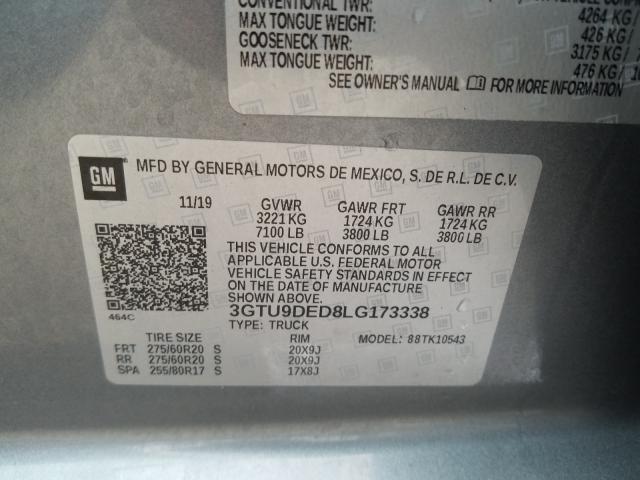 CONVENTIONAL TWR:
4264 KG /
MAX TONGUE WEIGHT:
426 KG /
GOOSENECK TWR:
3175 KG /
MAX TONGUE WEIGHT:
476 KG /
SEE OWNER'S MANUAL FOR MORE INFORMATION
GM
MFD BY GENERAL MOTORS DE MEXICO, S. DE R.L. DE C.V.
11/19 GVWR GAWR FRT GAWR RR
3221 KG 1724 KG 1724 KG
7100 LB 3800 LB 3800 LB
THIS VEHICLE CONFORMS TO ALL
APPLICABLE U.S. FEDERAL MOTOR
VEHICLE SAFETY STANDARDS IN EFFECT
ON THE DATE OF MANUFACTURE
SHOWN ABOVE.
464C
3GTU9DED8LG173338
TYPE: TRUCK
TIRE SIZE RIM MODEL: 88TK10543
FRT 275/60R20 S 20X9J
RR 275/60R20 S 20X9J
SPA 255/80R17 S 17X8J